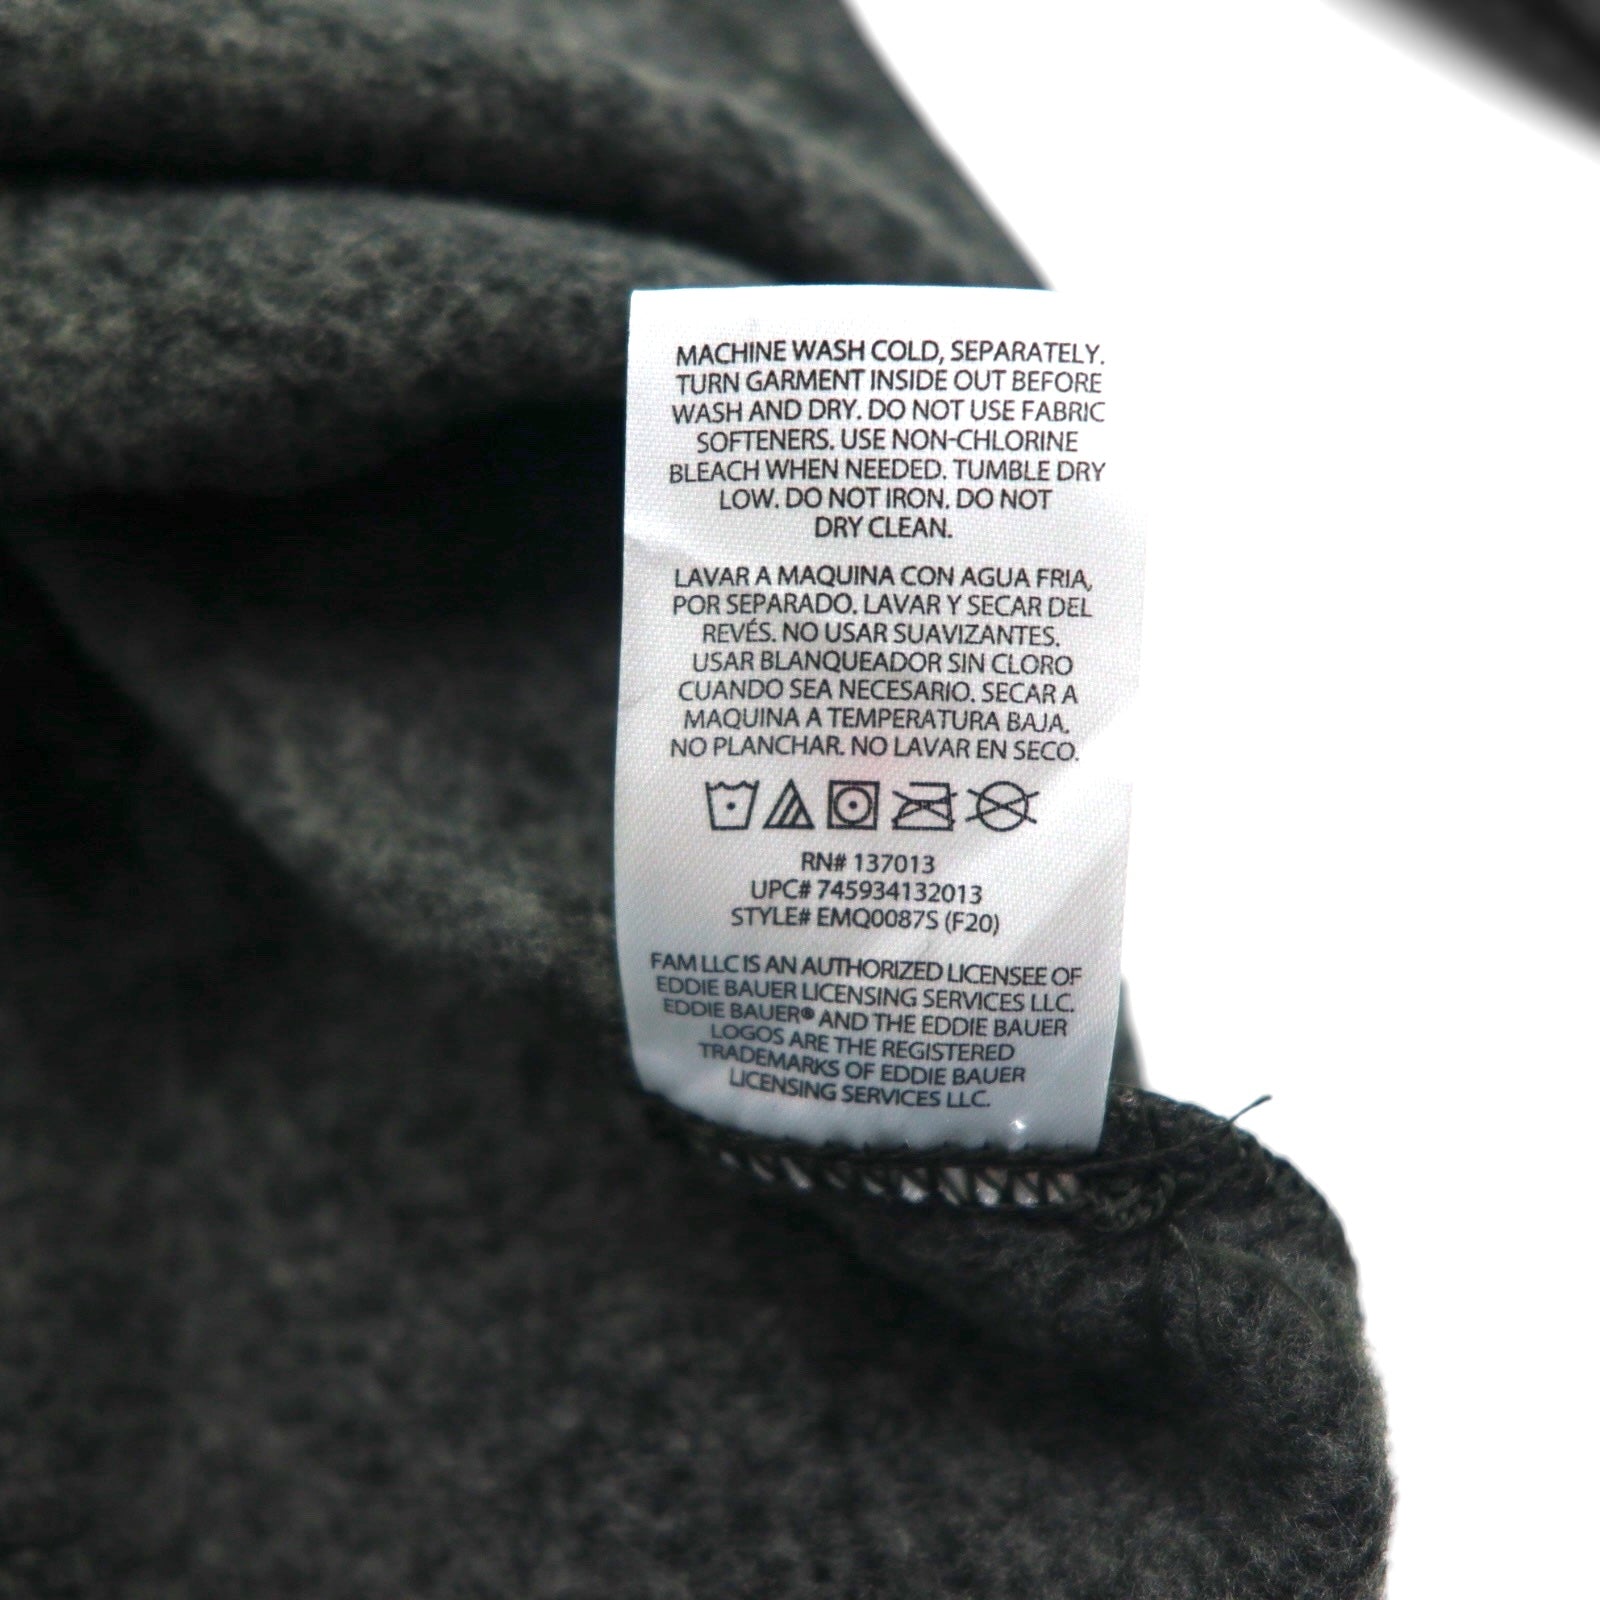 MACHINE WASH COLD, SEPARATELY.
TURN GARMENT INSIDE OUT BEFORE
WASH AND DRY. DO NOT USE FABRIC
SOFTENERS. USE NON-CHLORINE
BLEACH WHEN NEEDED. TUMBLE DRY
LOW. DO NOT IRON. DO NOT
DRY CLEAN.
LAVAR A MAQUINA CON AGUA FRIA,
POR SEPARADO. LAVAR Y SECAR DEL
REVÉS. NO USAR SUAVIZANTES.
USAR BLANQUEADOR SIN CLORO
CUANDO SEA NECESARIO. SECAR A
MAQUINA A TEMPERATURA BAJA.
NO PLANCHAR. NO LAVAR EN SECO.
RN# 137013
UPC# 745934132013
STYLE# EMQ0087S (F20)
FAM LLC IS AN AUTHORIZED LICENSEE OF
EDDIE BAUER LICENSING SERVICES LLC.
EDDIE BAUER® AND THE EDDIE BAUER
LOGOS ARE THE REGISTERED
TRADEMARKS OF EDDIE BAUER
LICENSING SERVICES LLC.